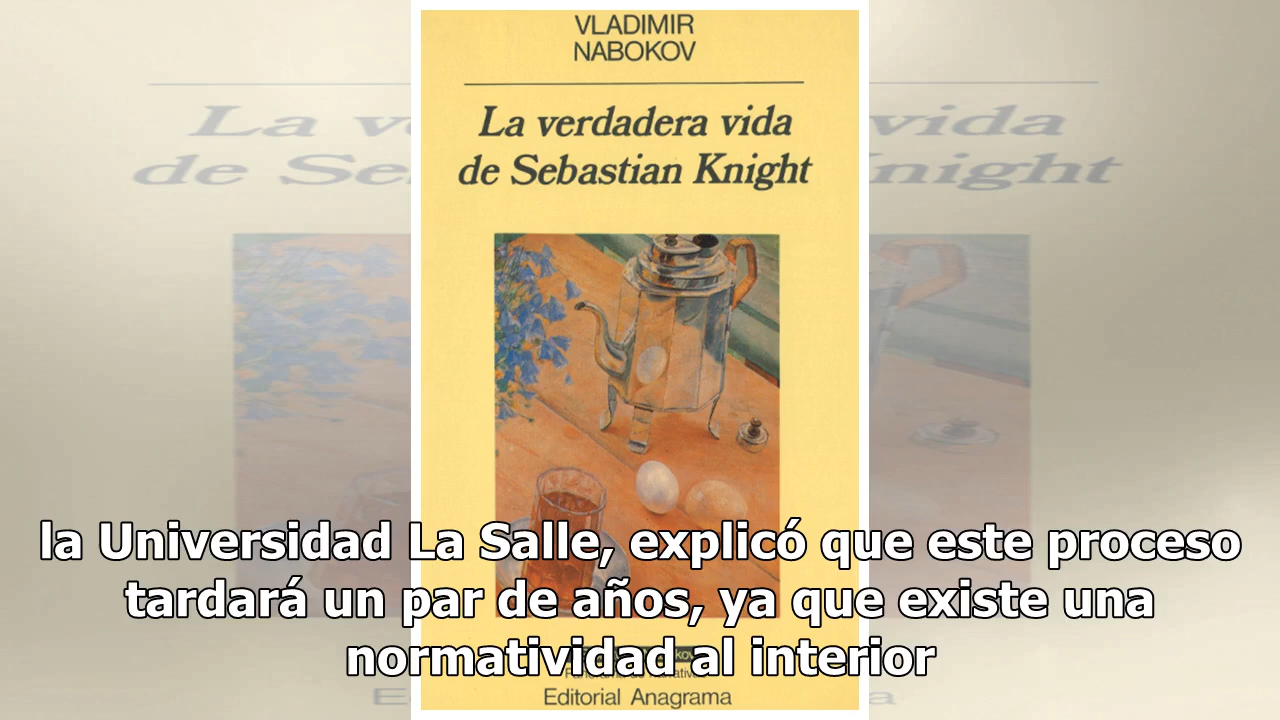 VLADIMIR
NABOKOV
La verdadera vida
de Sebastian Knight
la Universidad La Salle, explicó que este proceso
tardará un par de años, ya que existe una
normatividad al interior
Editorial Anagrama